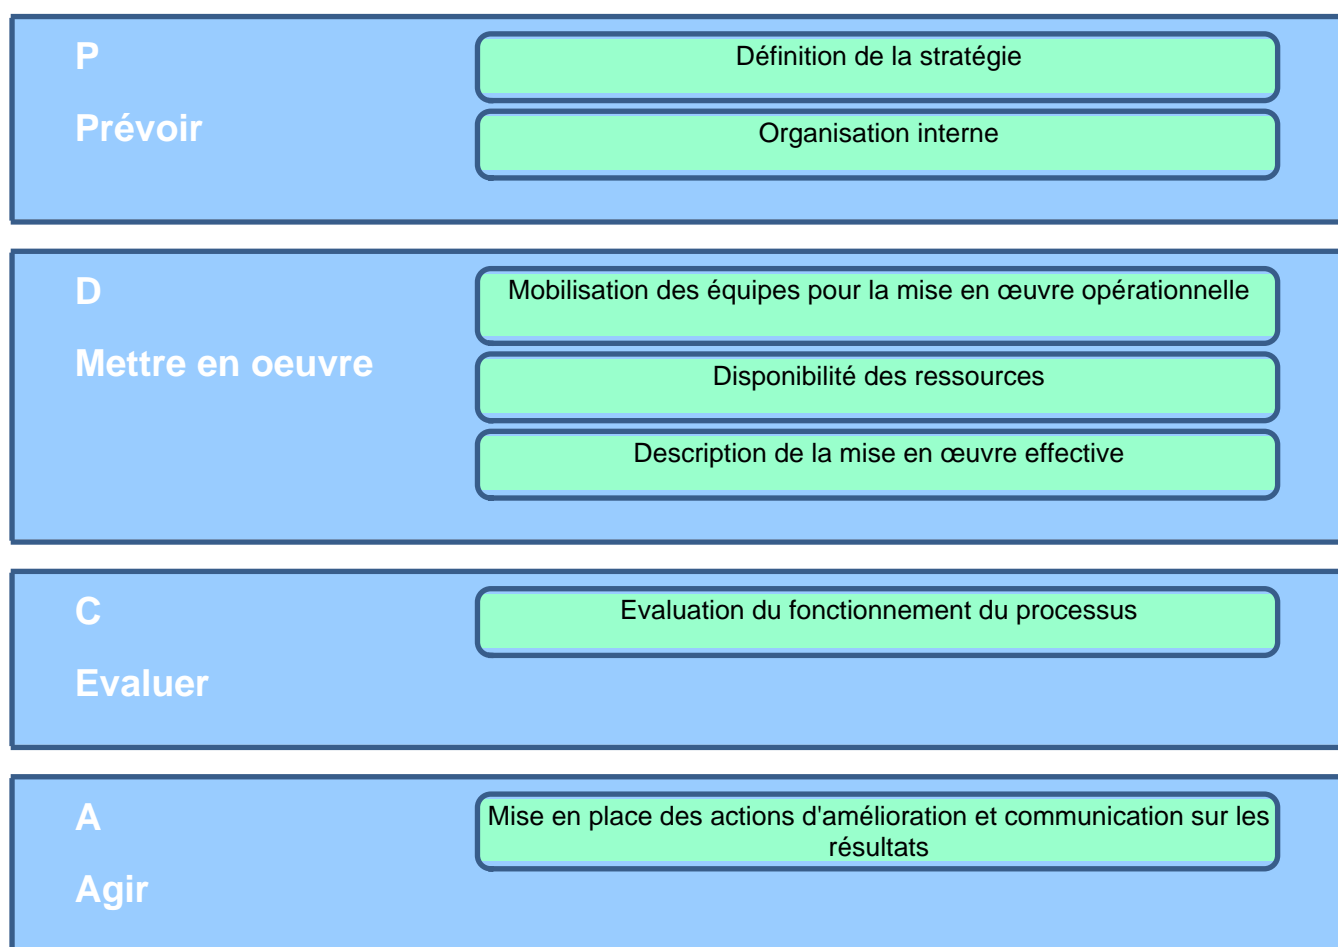 P
Définition de la stratégie
Prévoir
Organisation interne
D
Mobilisation des équipes pour la mise en œuvre opérationnelle
Mettre en oeuvre
Disponibilité des ressources
Description de la mise en œuvre effective
C
Evaluation du fonctionnement du processus
Evaluer
A
Mise en place des actions d'amélioration et communication sur les
résultats
Agir